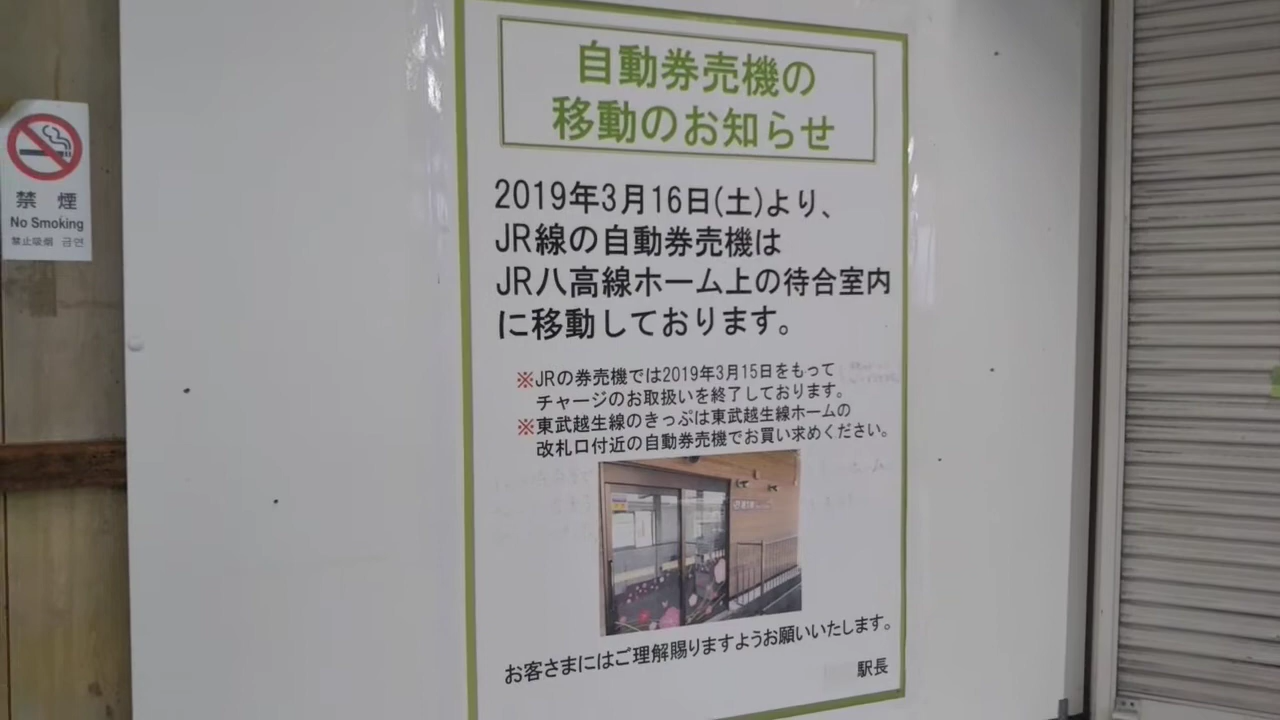 禁 煙
No Smoking
禁止吸烟 금연
自動券売機の
移動のお知らせ
2019年3月16日(土)より、
JR線の自動券売機は
JR八高線ホーム上の待合室内
に移動しております。
※JRの券売機では2019年3月15日をもって
チャージのお取扱いを終了しております。
※東武越生線のきっぷは東武越生線ホームの
改札口付近の自動券売機でお買い求めください。
お客さまにはご理解賜りますようお願いいたします。
駅長